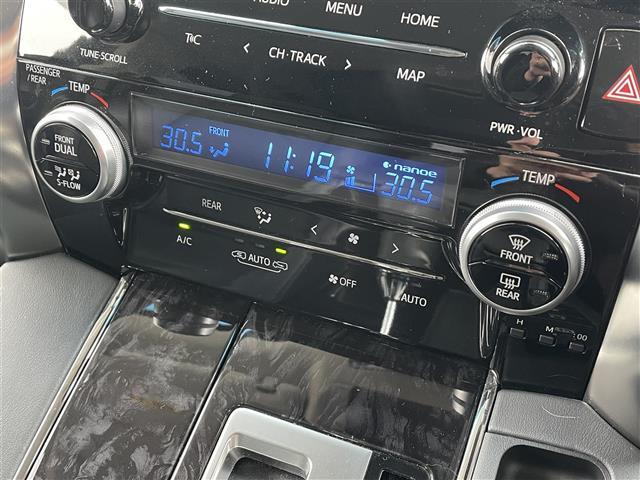 AUDIO MENU HOME
TUNE·SCROLL
T C ‹ CH·TRACK › MAP
PWR·VOL
PASSENGER
/REAR
TEMP
FRONT
DUAL
S-FLOW
30.5 FRONT 11:19 nanoe 30.5
TEMP
REAR ‹ ›
A/C AUTO
OFF
AUTO
FRONT
REAR
H M :00